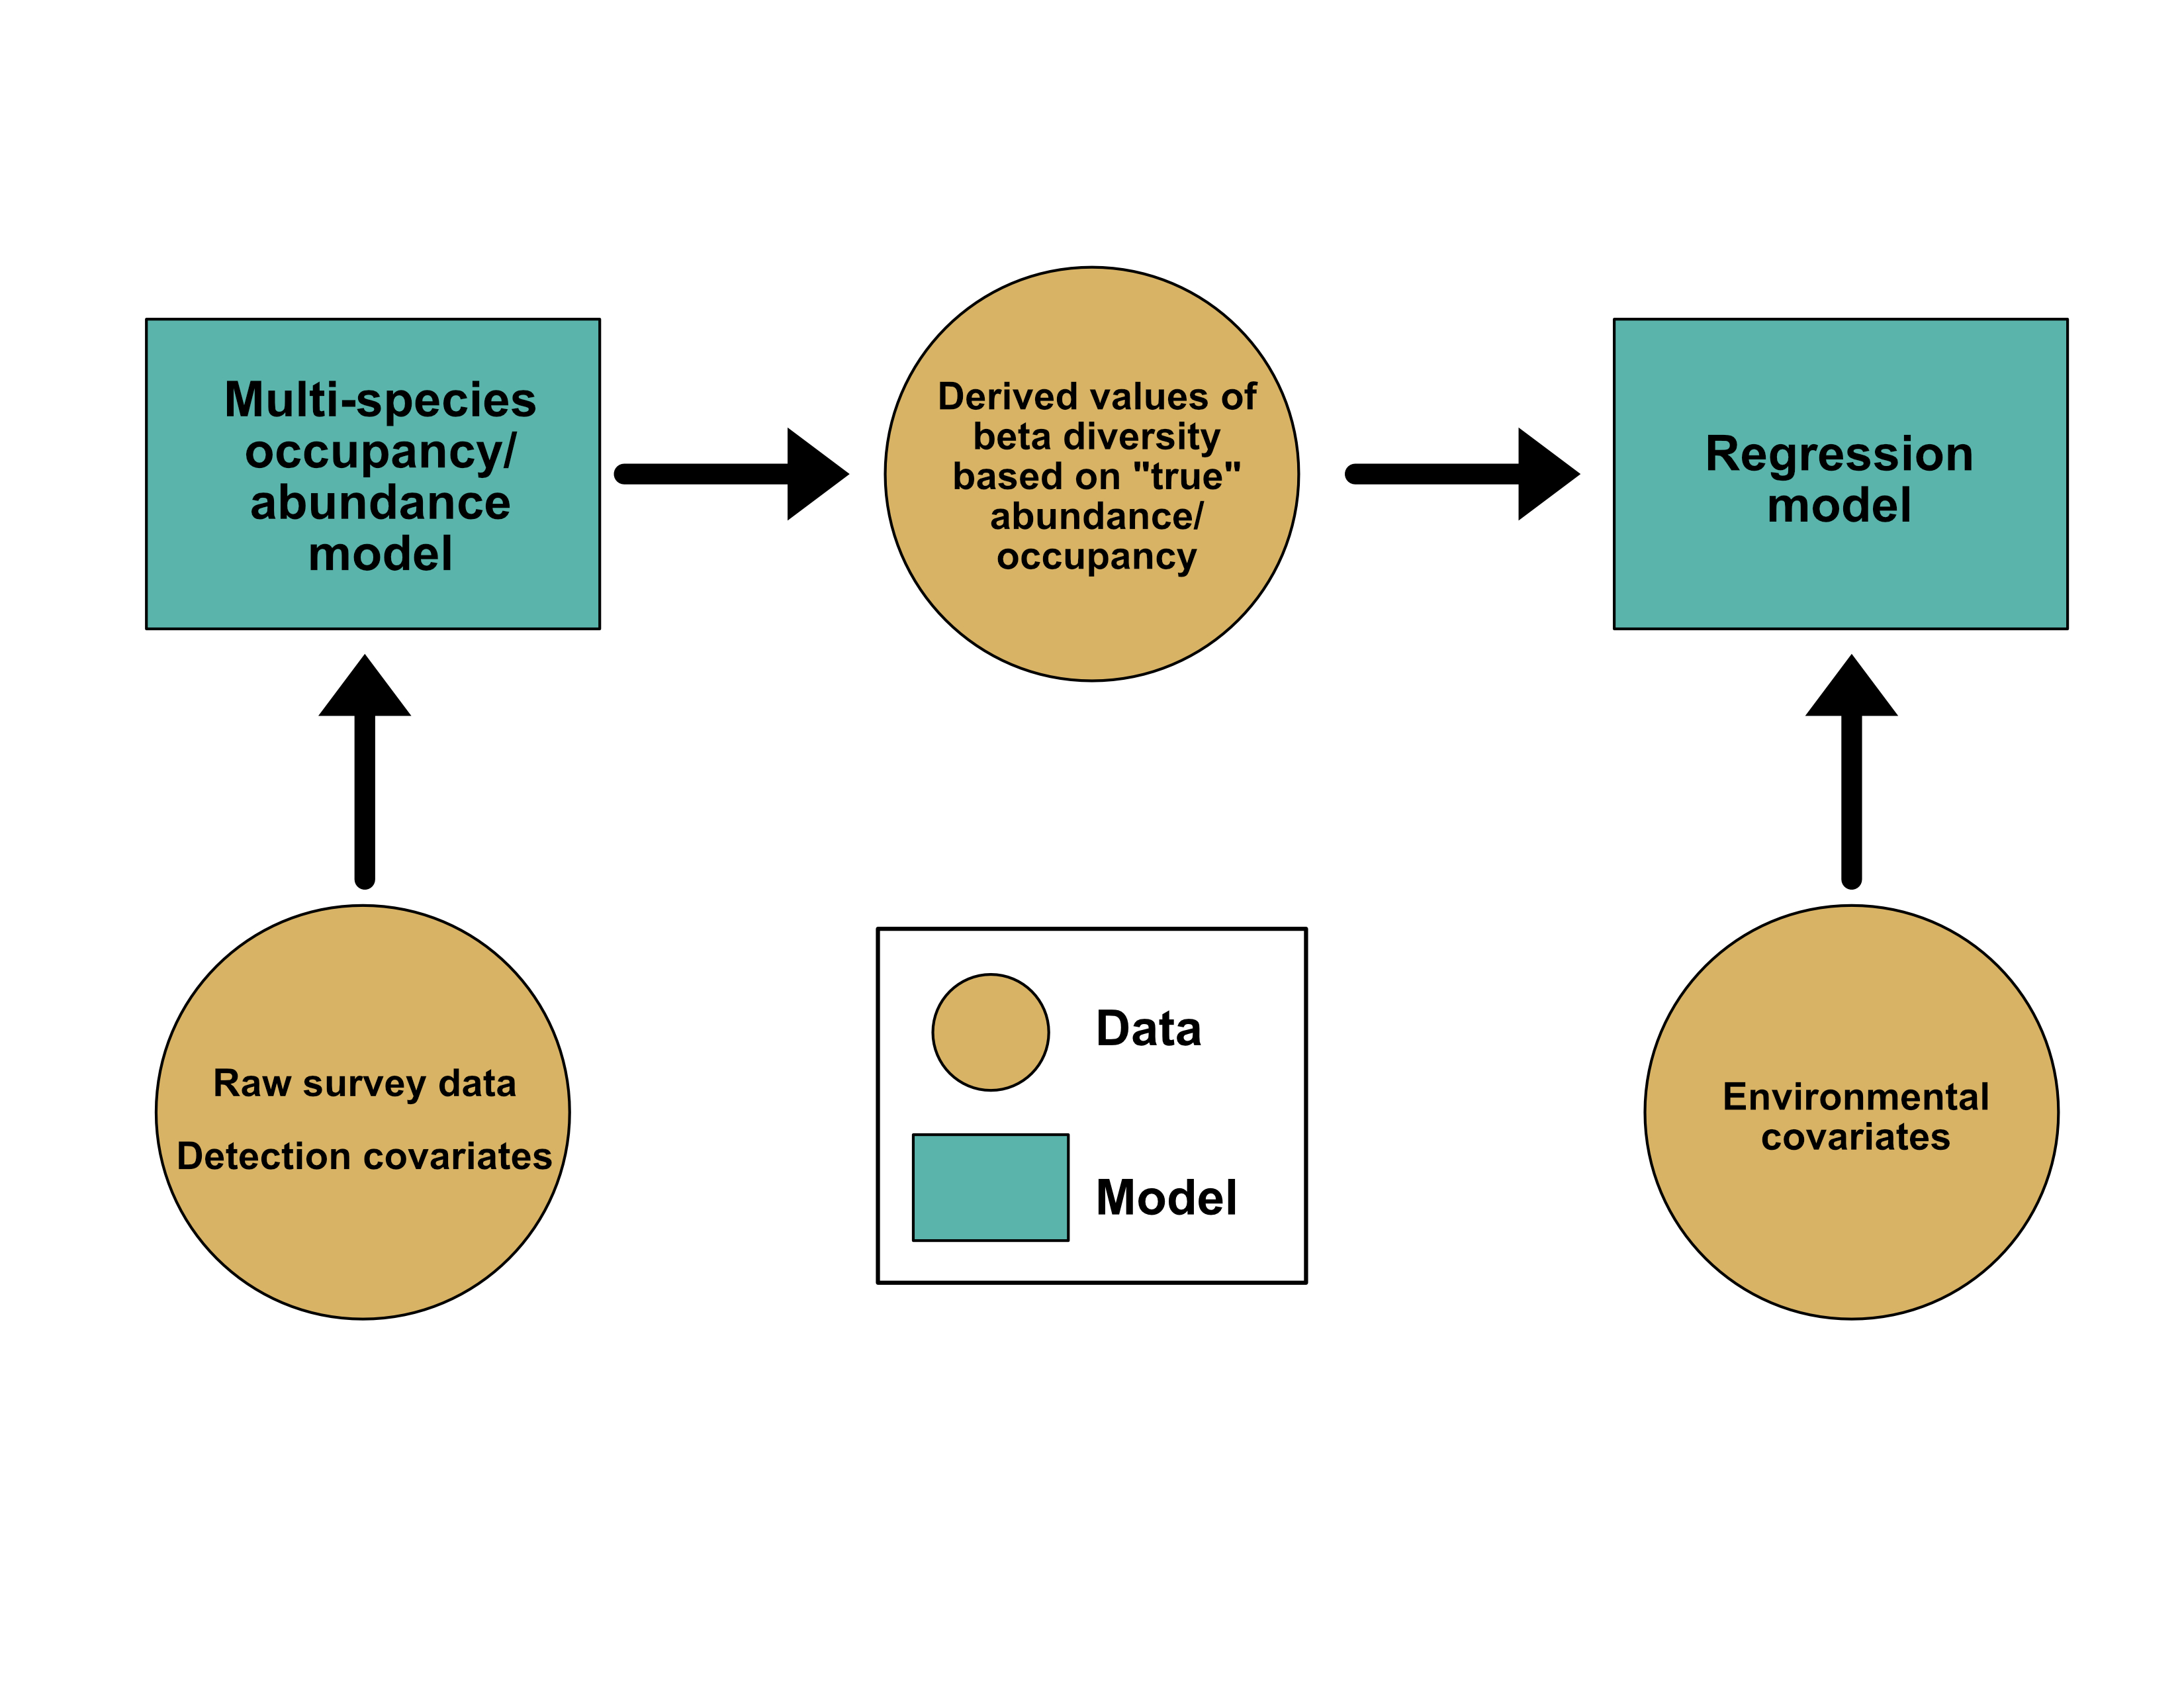 Multi-species
occupancy/
abundance
model
Derived values of
beta diversity
based on "true"
abundance/
occupancy
Regression
model
Raw survey data
Detection covariates
Data
Model
Environmental
covariates